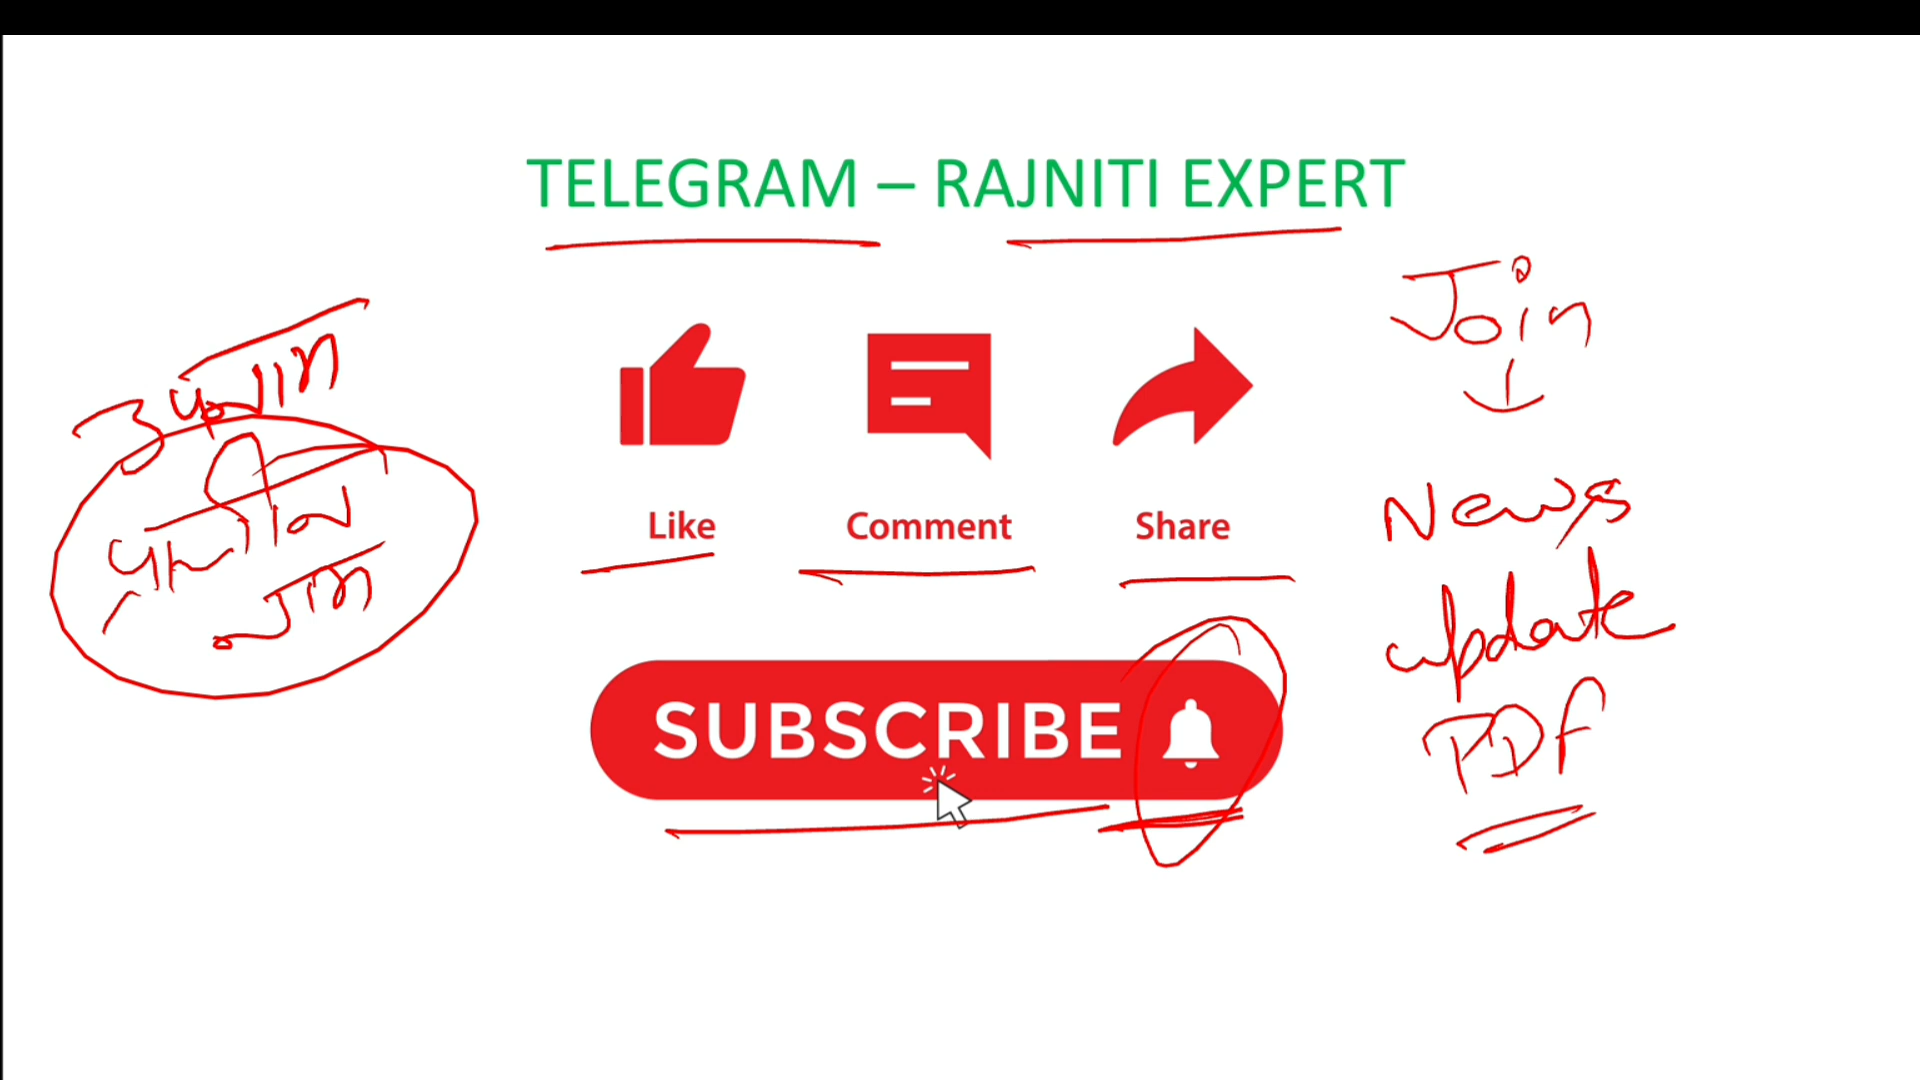 TELEGRAM – RAJNITI EXPERT
Join
Like Comment Share
News
update
PDF
SUBSCRIBE